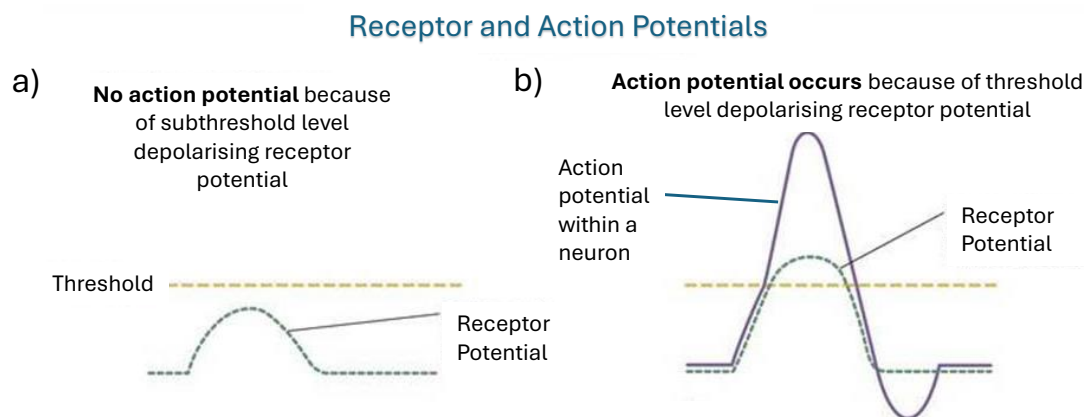 Receptor and Action Potentials
a)
No action potential because
of subthreshold level
depolarising receptor
potential
Threshold
Receptor
Potential
b)
Action potential occurs because of threshold
level depolarising receptor potential
Action
potential
within a
neuron
Receptor
Potential